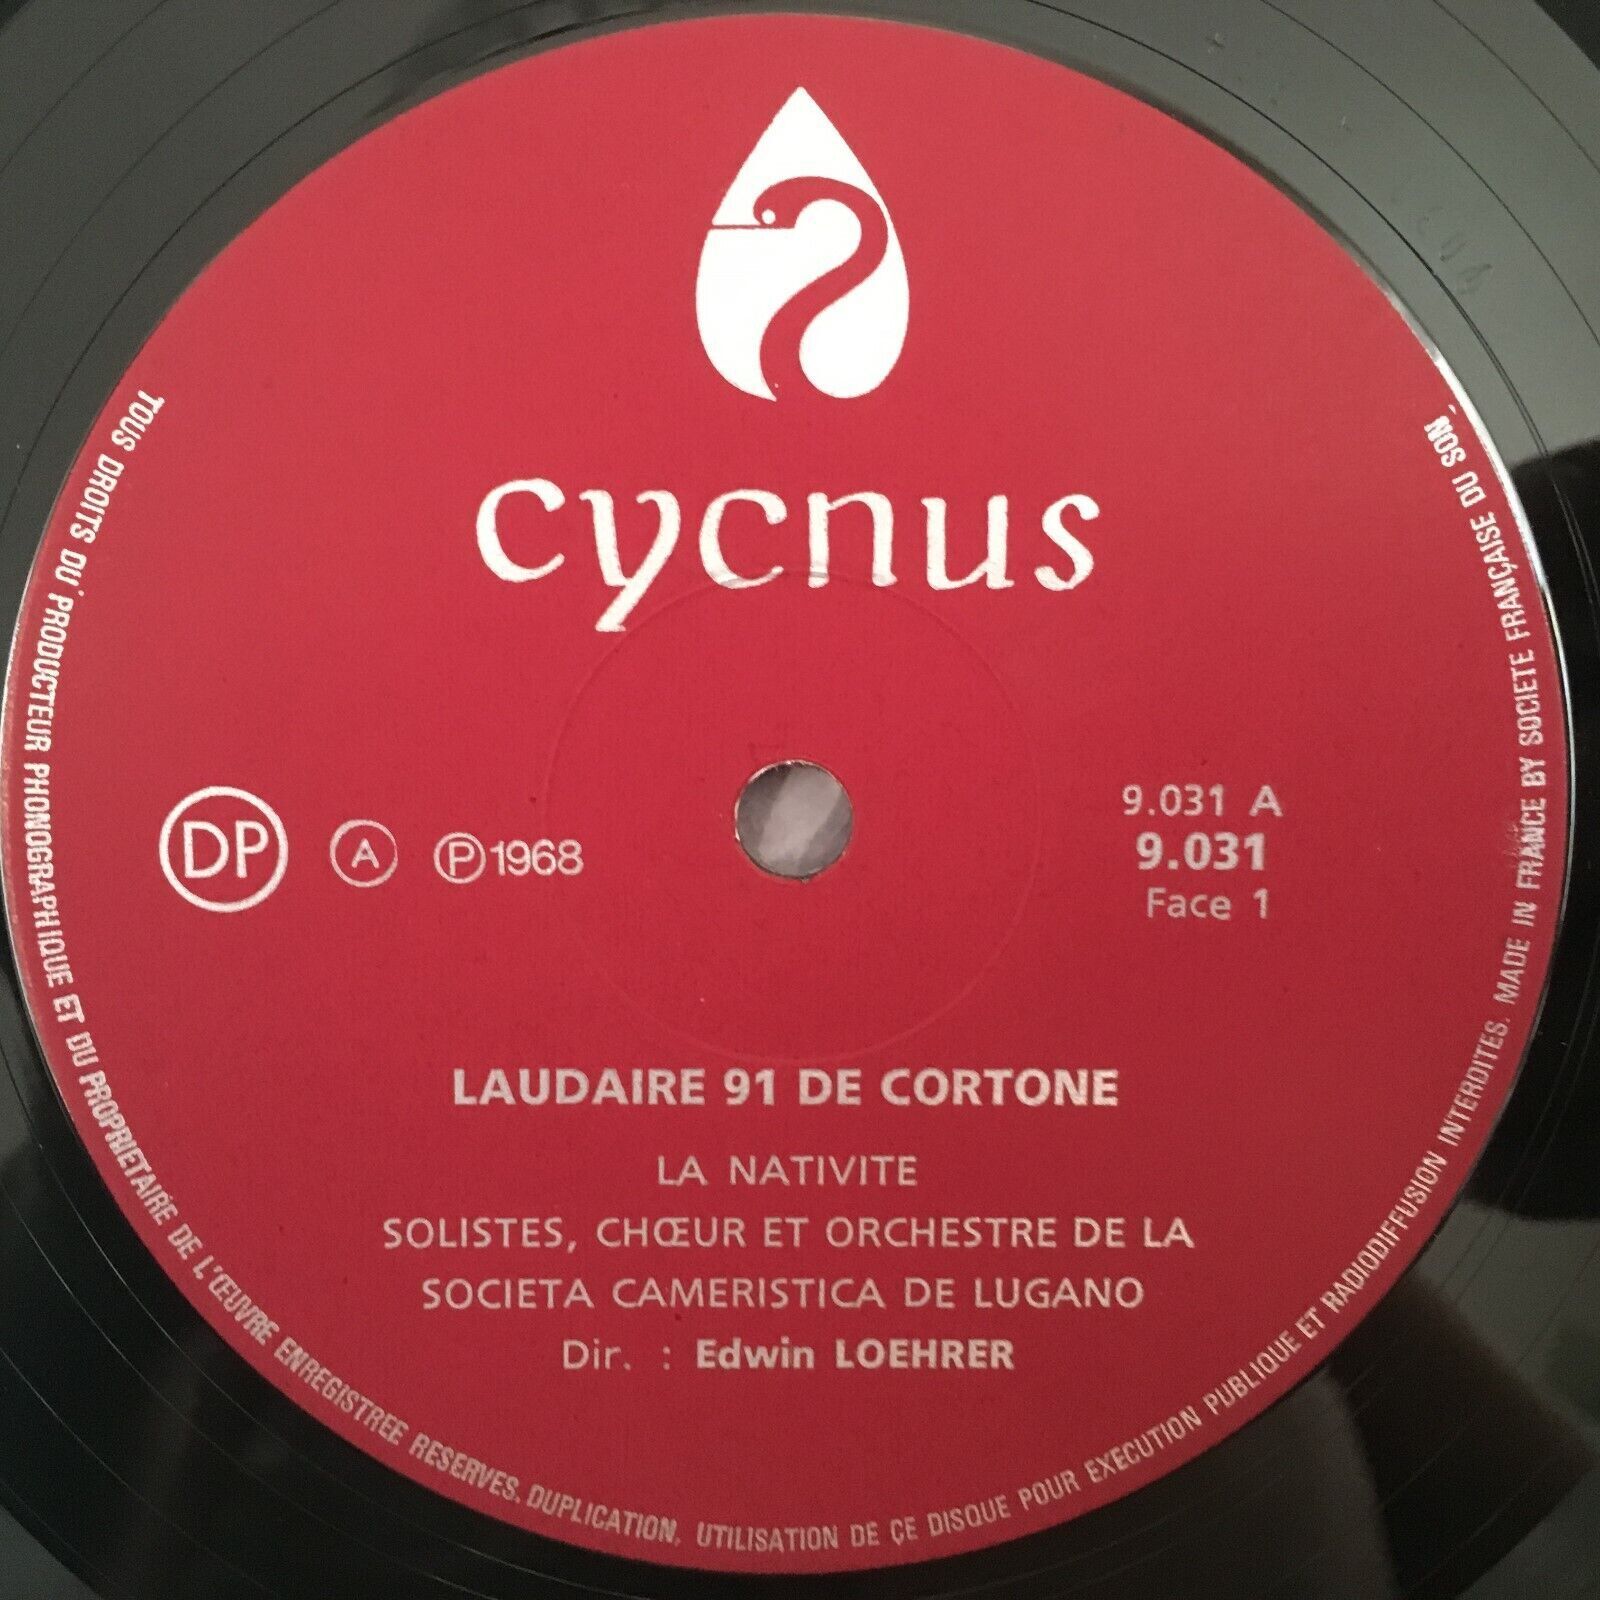 cycnus
DP A ℗ 1968
9.031 A
9.031
Face 1
LAUDAIRE 91 DE CORTONE
LA NATIVITE
SOLISTES, CHŒUR ET ORCHESTRE DE LA
SOCIETA CAMERISTICA DE LUGANO
Dir. : Edwin LOEHRER
TOUS DROITS DU PRODUCTEUR PHONOGRAPHIQUE ET DU PROPRIETAIRE DE L'ŒUVRE ENREGISTREE RESERVES. DUPLICATION, UTILISATION DE ÇE DISQUE POUR EXECUTION PUBLIQUE ET RADIODIFFUSION INTERDITES. MADE IN FRANCE BY SOCIETE FRANÇAISE DU SON